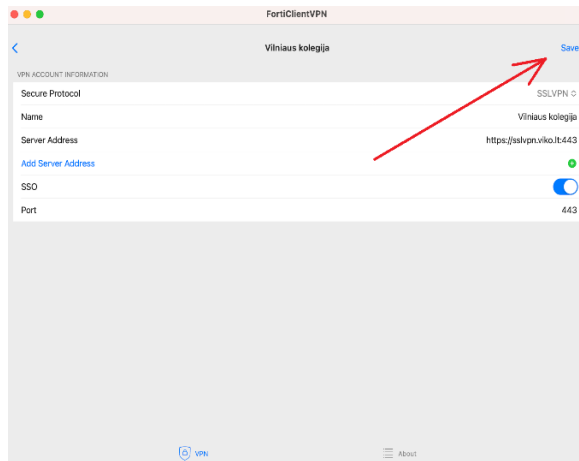 FortiClientVPN
Vilniaus kolegija
Save
VPN ACCOUNT INFORMATION
Secure Protocol SSLVPN
Name Vilniaus kolegija
Server Address https://sslvpn.viko.lt:443
Add Server Address
SSO
Port 443
VPN About